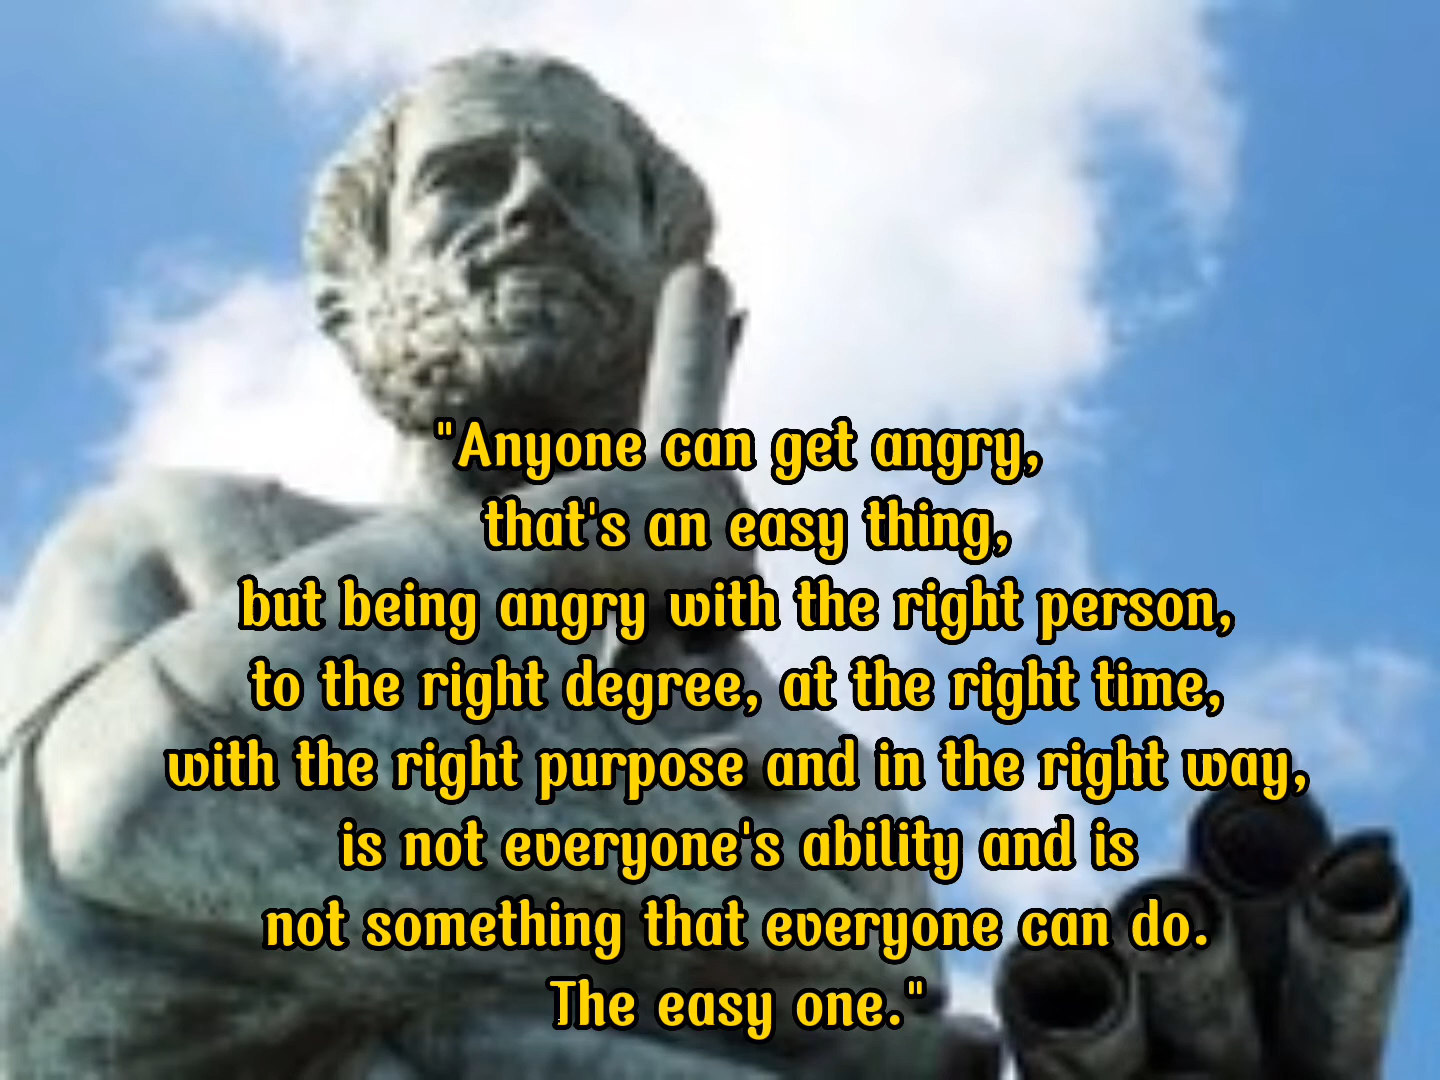 "Anyone can get angry,
that's an easy thing,
but being angry with the right person,
to the right degree, at the right time,
with the right purpose and in the right way,
is not everyone's ability and is
not something that everyone can do.
The easy one."